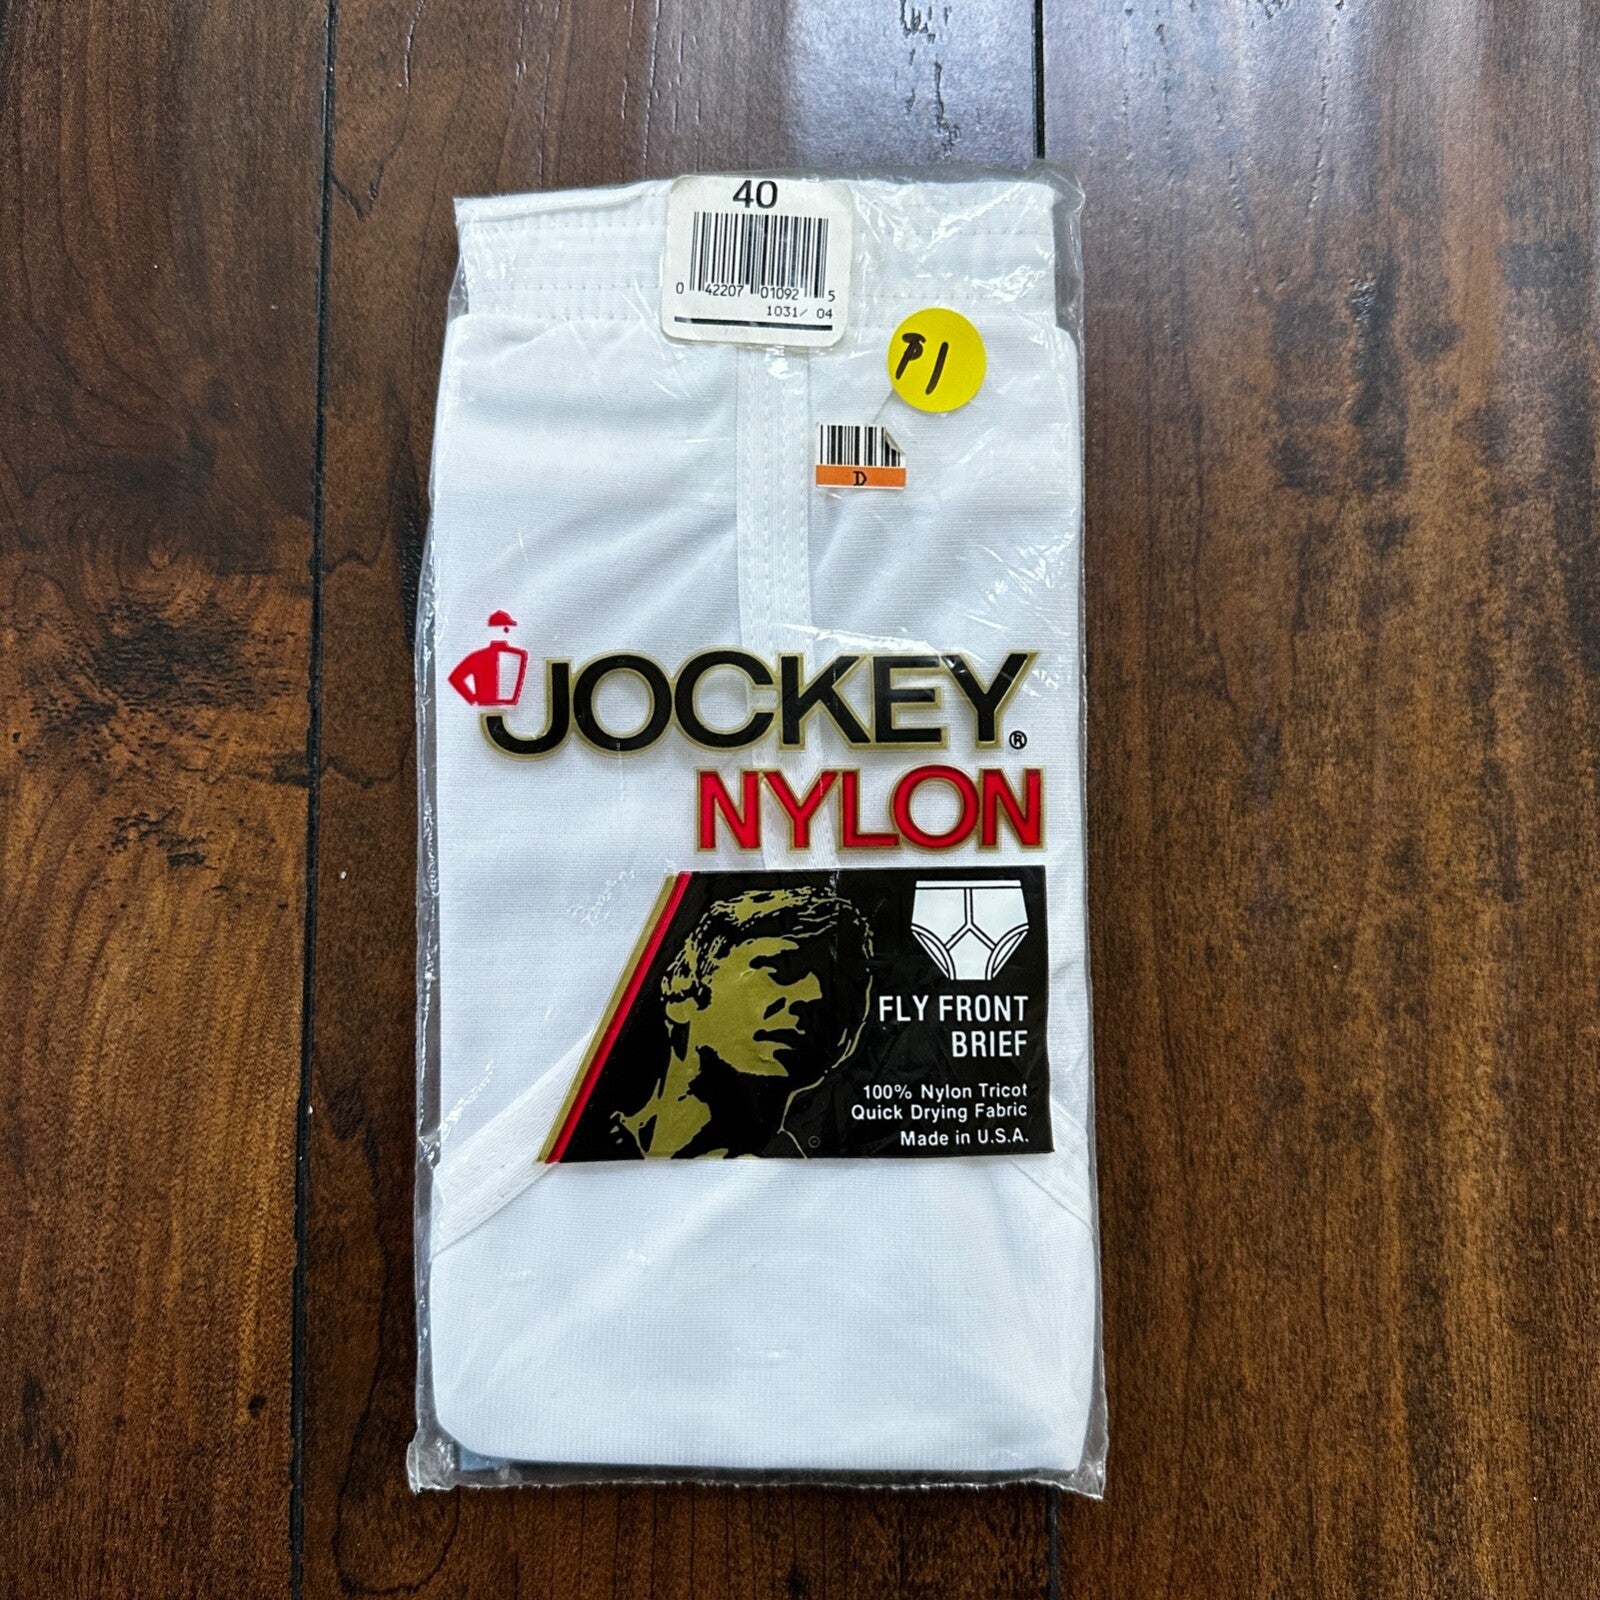 40
0 42207 01092 5
1031/ 04
$1
D
JOCKEY®
NYLON
FLY FRONT
BRIEF
100% Nylon Tricot
Quick Drying Fabric
Made in U.S.A.